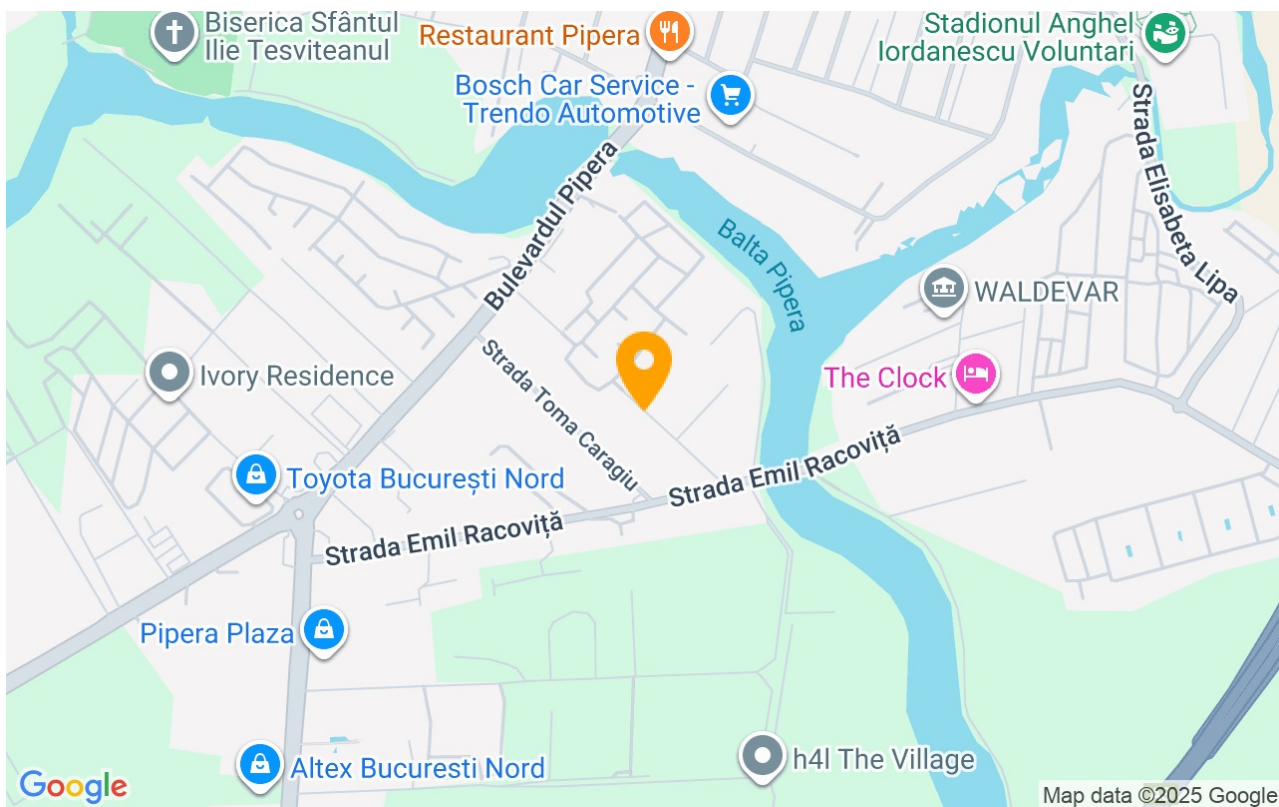 Biserica Sfântul
Ilie Tesviteanul
Restaurant Pipera
Stadionul Anghel
Iordanescu Voluntari
Bosch Car Service -
Trendo Automotive
Strada Elisabeta Lipa
Bulevardul Pipera
Balta Pipera
WALDEVAR
Ivory Residence
Strada Toma Caragiu
The Clock
Toyota București Nord
Strada Emil Racoviță
Strada Emil Racoviță
Pipera Plaza
Altex Bucuresti Nord
h4l The Village
Google
Map data ©2025 Google